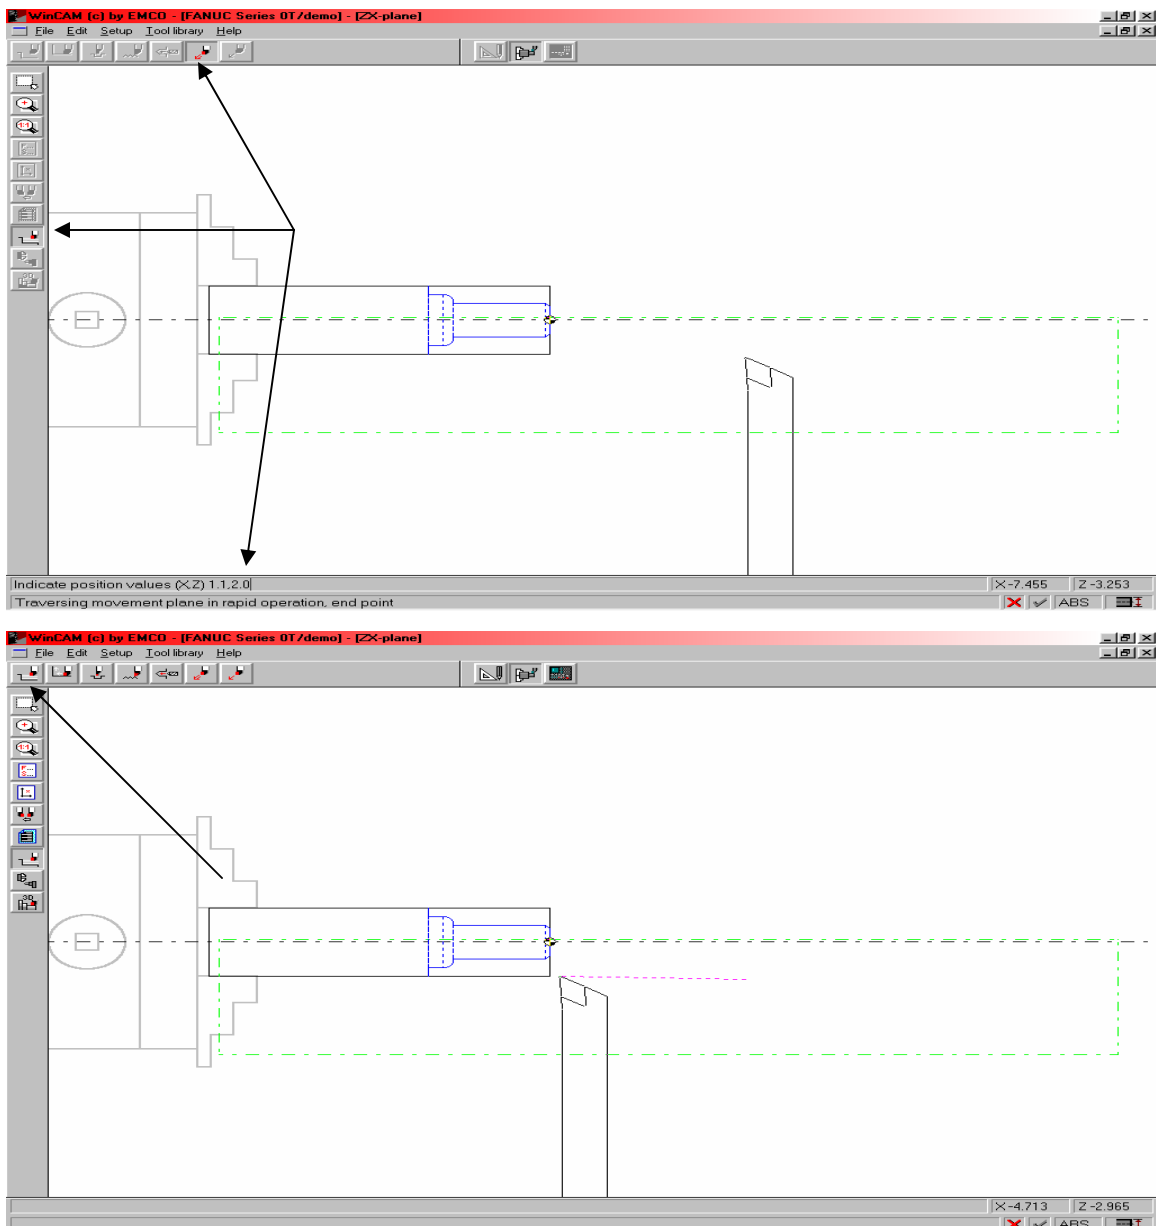 WinCAM (c) by EMCO - [FANUC Series 0T/demo] - [ZX-plane]
File Edit Setup Tool library Help
Indicate position values (X,Z) 1.1,2.0 X -7.455 Z -3.253
Traversing movement plane in rapid operation, end point ABS
WinCAM (c) by EMCO - [FANUC Series 0T/demo] - [ZX-plane]
File Edit Setup Tool library Help
X -4.713 Z -2.965
ABS